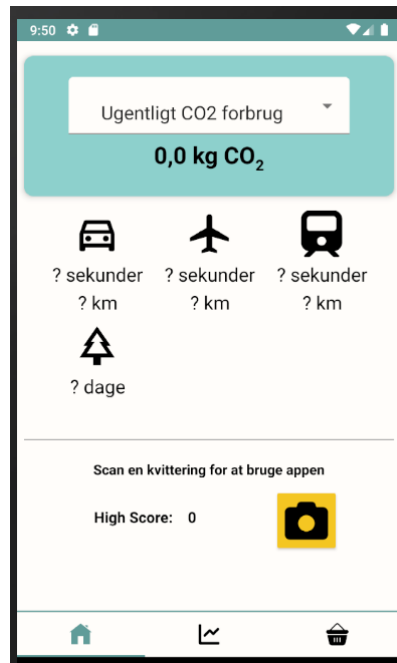 9:50
Ugentligt CO2 forbrug
0,0 kg CO₂
? sekunder ? sekunder ? sekunder
? km ? km ? km
? dage
Scan en kvittering for at bruge appen
High Score: 0